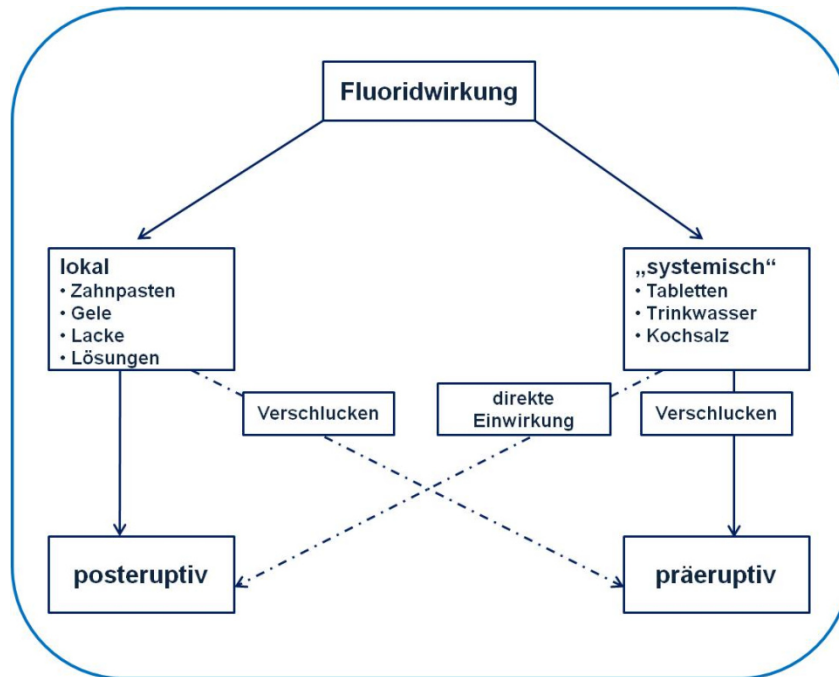 Fluoridwirkung
lokal
• Zahnpasten
• Gele
• Lacke
• Lösungen
„systemisch“
• Tabletten
• Trinkwasser
• Kochsalz
Verschlucken
direkte
Einwirkung
Verschlucken
posteruptiv
präeruptiv